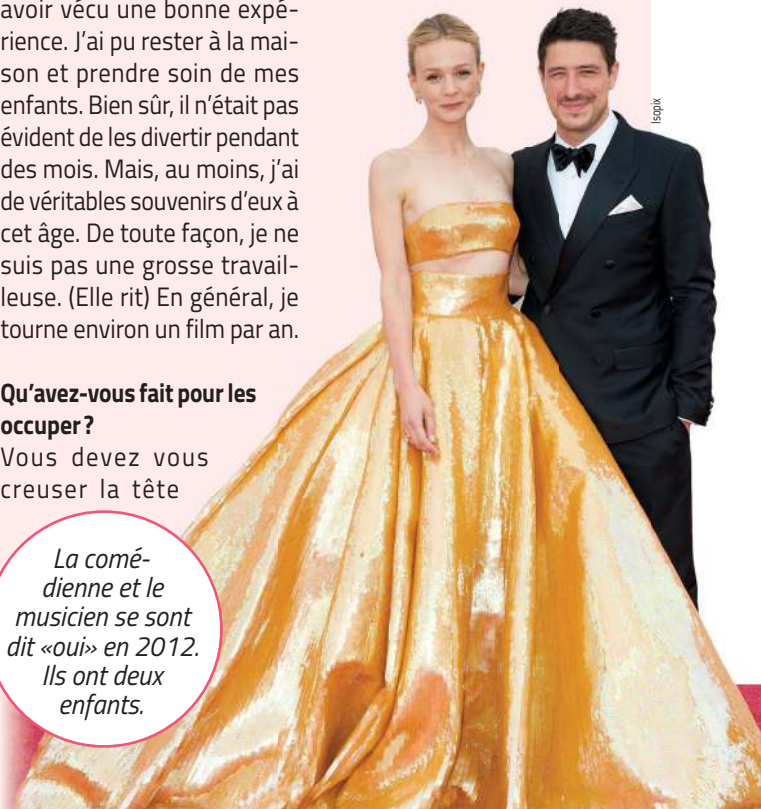 avoir vécu une bonne expé-
rience. J’ai pu rester à la mai-
son et prendre soin de mes
enfants. Bien sûr, il n’était pas
évident de les divertir pendant
des mois. Mais, au moins, j’ai
de véritables souvenirs d’eux à
cet âge. De toute façon, je ne
suis pas une grosse travail-
leuse. (Elle rit) En général, je
tourne environ un film par an.
Qu’avez-vous fait pour les
occuper ?
Vous devez vous
creuser la tête
La comé-
dienne et le
musicien se sont
dit «oui» en 2012.
Ils ont deux
enfants.
Isopix